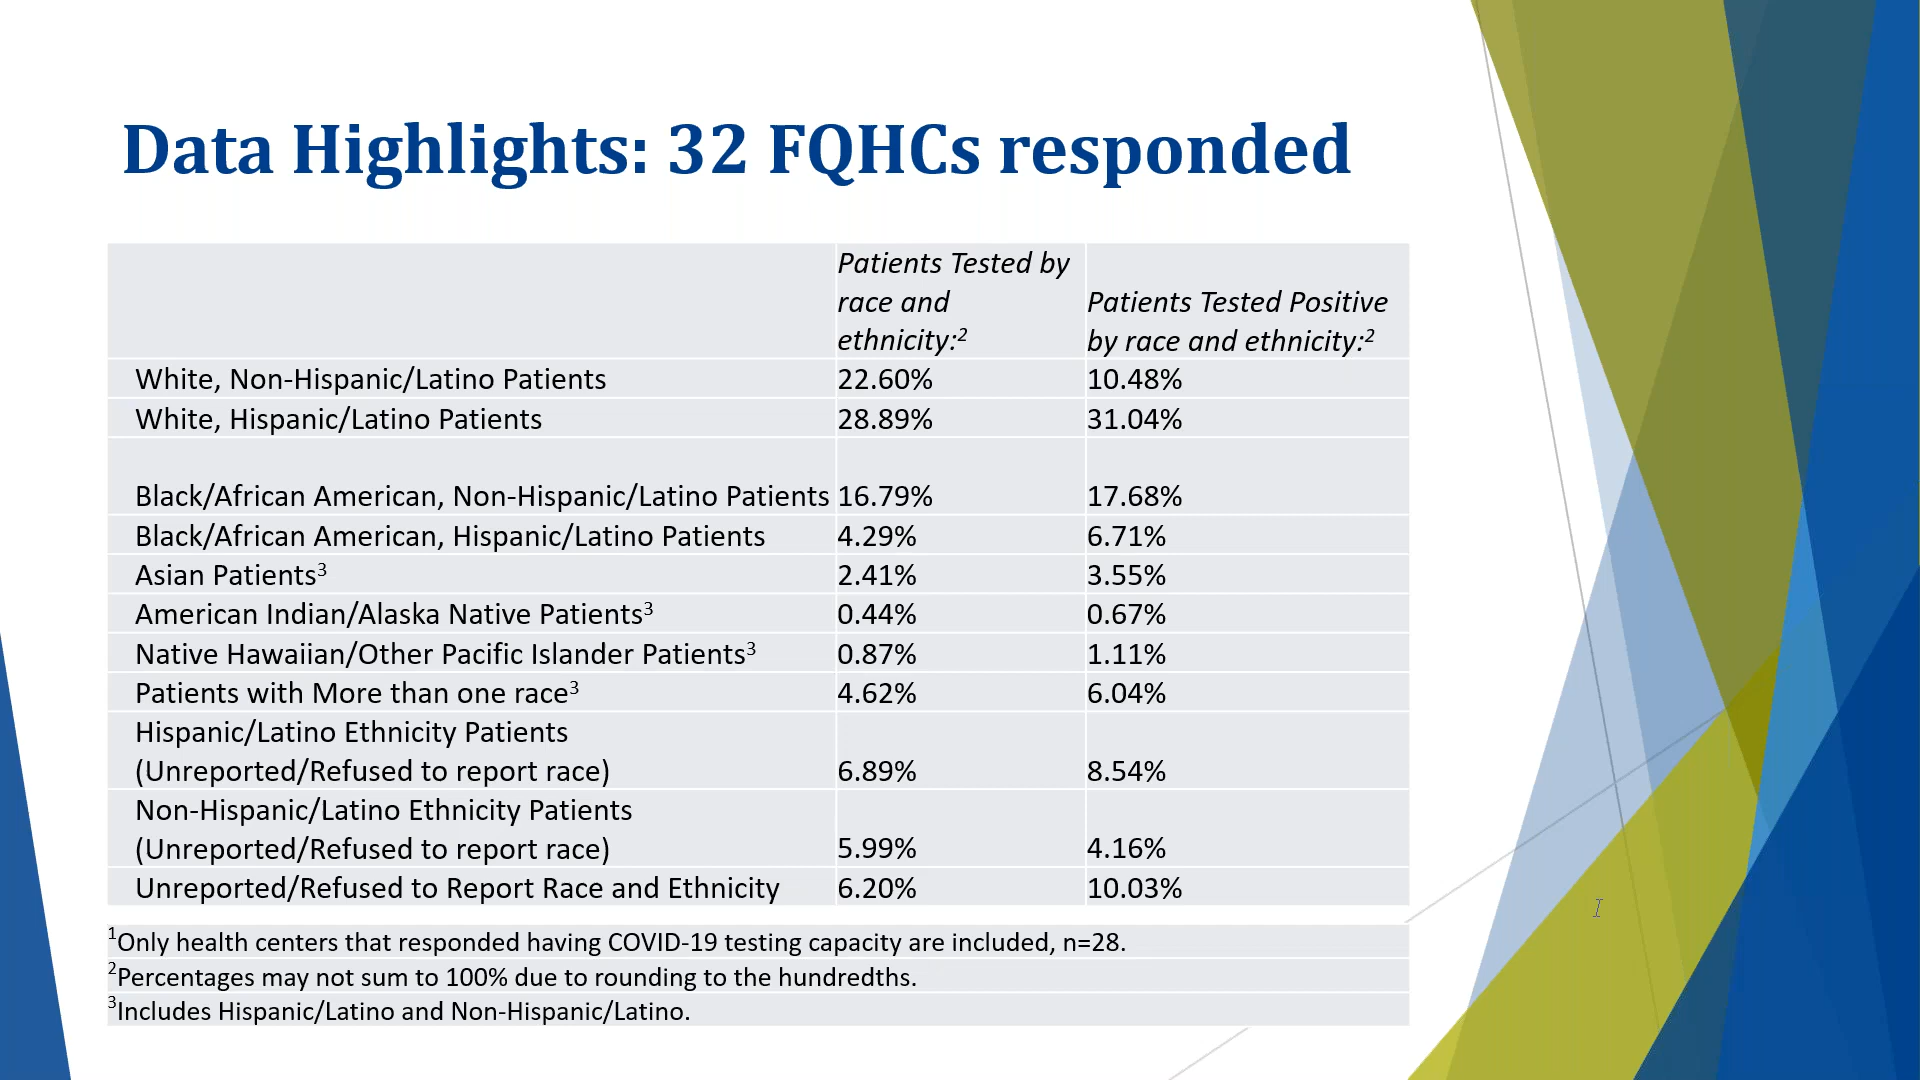 Data Highlights: 32 FQHCs responded
Patients Tested by
race and
ethnicity:²
Patients Tested Positive
by race and ethnicity:²
White, Non-Hispanic/Latino Patients 22.60% 10.48%
White, Hispanic/Latino Patients 28.89% 31.04%
Black/African American, Non-Hispanic/Latino Patients 16.79% 17.68%
Black/African American, Hispanic/Latino Patients 4.29% 6.71%
Asian Patients³ 2.41% 3.55%
American Indian/Alaska Native Patients³ 0.44% 0.67%
Native Hawaiian/Other Pacific Islander Patients³ 0.87% 1.11%
Patients with More than one race³ 4.62% 6.04%
Hispanic/Latino Ethnicity Patients
(Unreported/Refused to report race) 6.89% 8.54%
Non-Hispanic/Latino Ethnicity Patients
(Unreported/Refused to report race) 5.99% 4.16%
Unreported/Refused to Report Race and Ethnicity 6.20% 10.03%
¹Only health centers that responded having COVID-19 testing capacity are included, n=28.
²Percentages may not sum to 100% due to rounding to the hundredths.
³Includes Hispanic/Latino and Non-Hispanic/Latino.